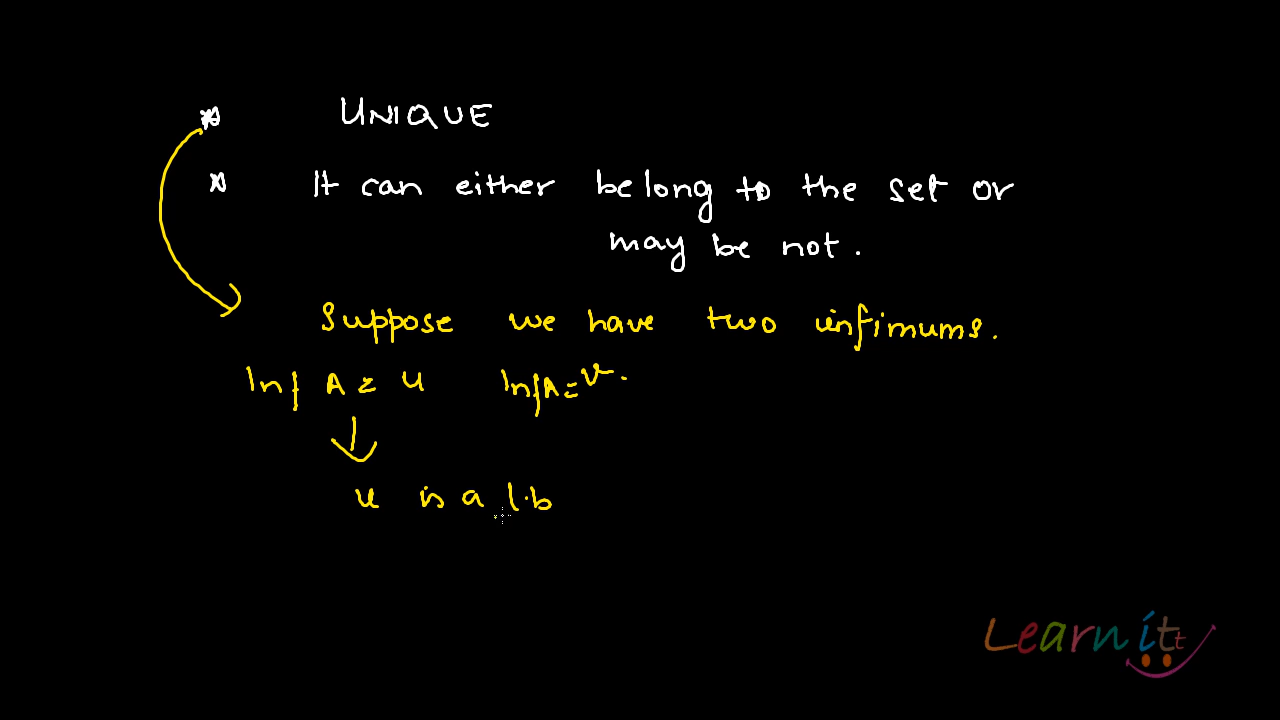 * UNIQUE
* It can either belong to the set or
may be not.
Suppose we have two infimums.
Inf A = u Inf A = v.
u is a l.b
Learnitt